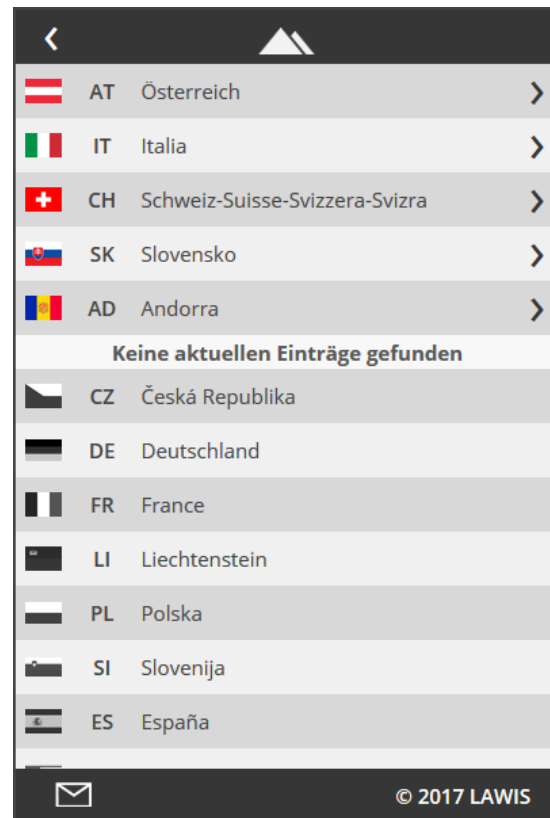 AT Österreich
IT Italia
CH Schweiz-Suisse-Svizzera-Svizra
SK Slovensko
AD Andorra
Keine aktuellen Einträge gefunden
CZ Česká Republika
DE Deutschland
FR France
LI Liechtenstein
PL Polska
SI Slovenija
ES España
© 2017 LAWIS